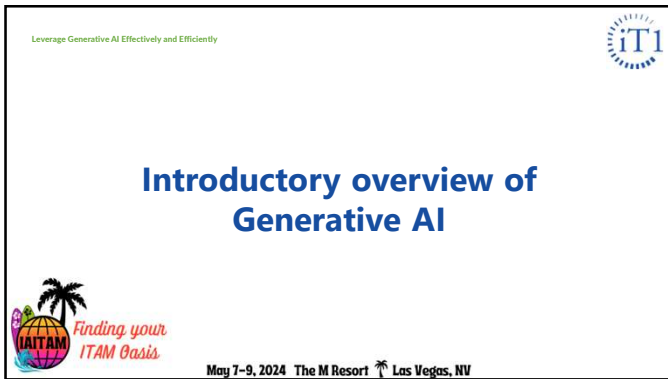 Leverage Generative AI Effectively and Efficiently
iT1
Introductory overview of
Generative AI
IAITAM
Finding your
ITAM Oasis
May 7-9, 2024 The M Resort Las Vegas, NV